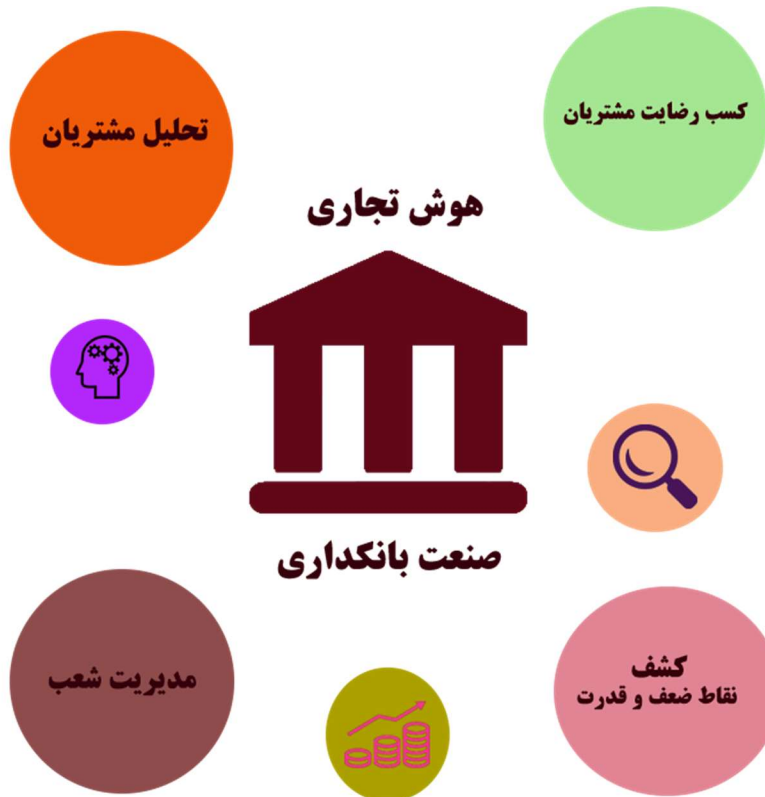 کسب رضایت مشتریان
تحلیل مشتریان
هوش تجاری
صنعت بانکداری
کشف
نقاط ضعف و قدرت
مدیریت شعب